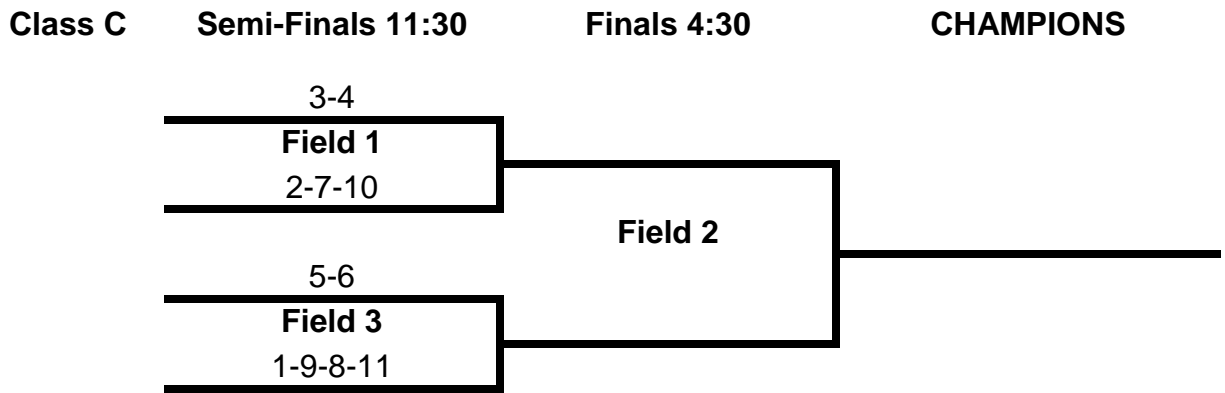 Class C Semi-Finals 11:30 Finals 4:30 CHAMPIONS
3-4
Field 1
2-7-10
Field 2
5-6
Field 3
1-9-8-11